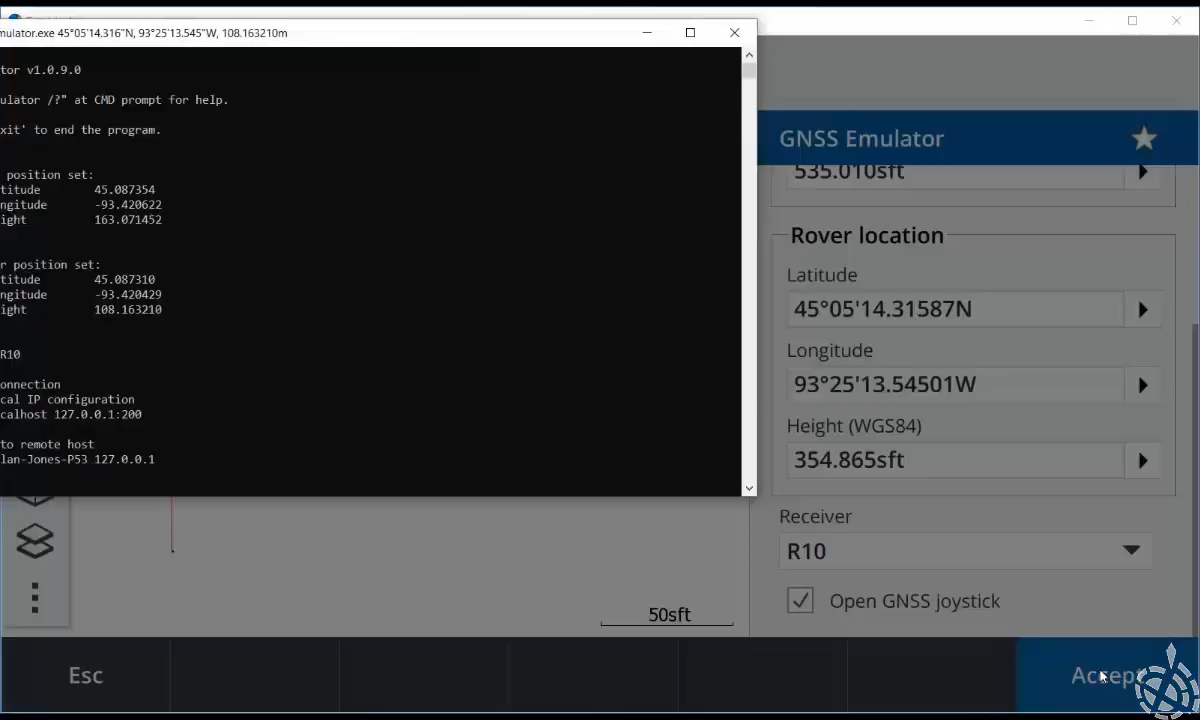 mulator.exe 45°05'14.316"N, 93°25'13.545"W, 108.163210m
tor v1.0.9.0
ulator /?" at CMD prompt for help.
xit' to end the program.
position set:
titude 45.087354
ngitude -93.420622
ight 163.071452
r position set:
titude 45.087310
ngitude -93.420429
ight 108.163210
R10
onnection
cal IP configuration
calhost 127.0.0.1:200
to remote host
lan-Jones-P53 127.0.0.1
GNSS Emulator
535.010sft
Rover location
Latitude
45°05'14.31587N
Longitude
93°25'13.54501W
Height (WGS84)
354.865sft
Receiver
R10
Open GNSS joystick
50sft
Esc
Accept